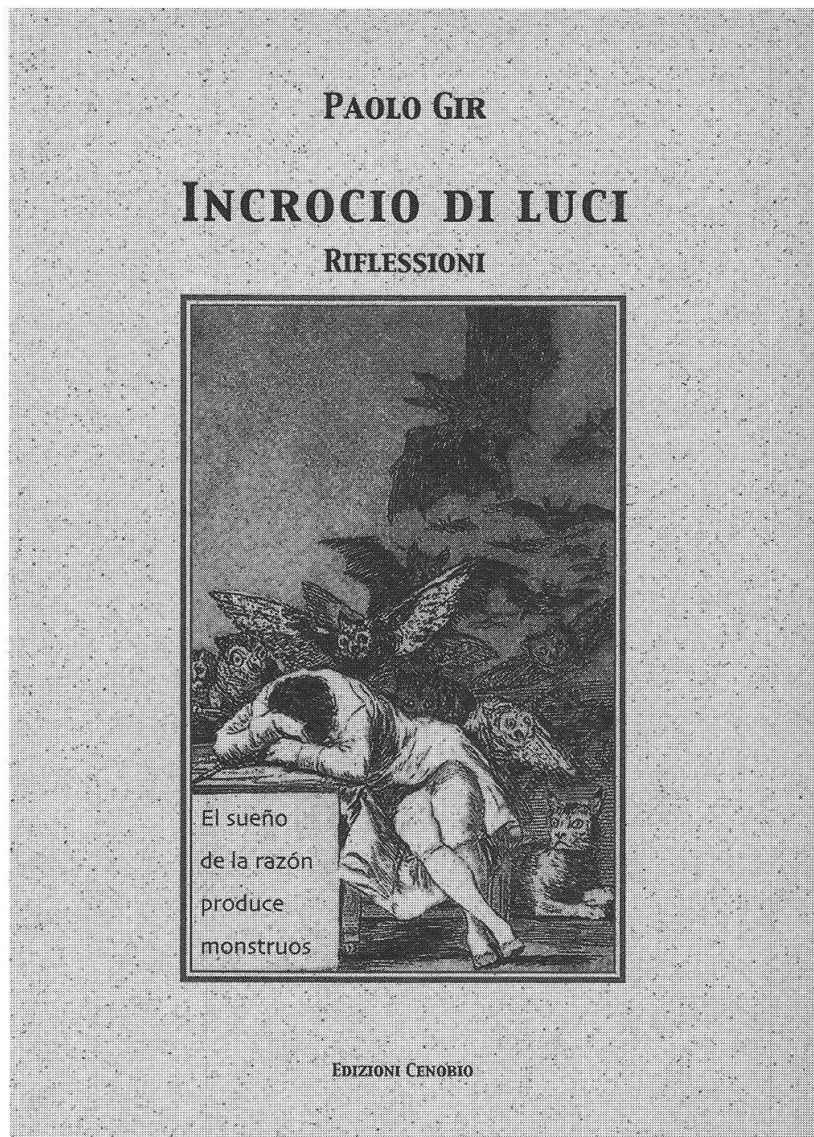 PAOLO GIR
INCROCIO DI LUCI
RIFLESSIONI
El sueño
de la razón
produce
monstruos
EDIZIONI CENOBIO